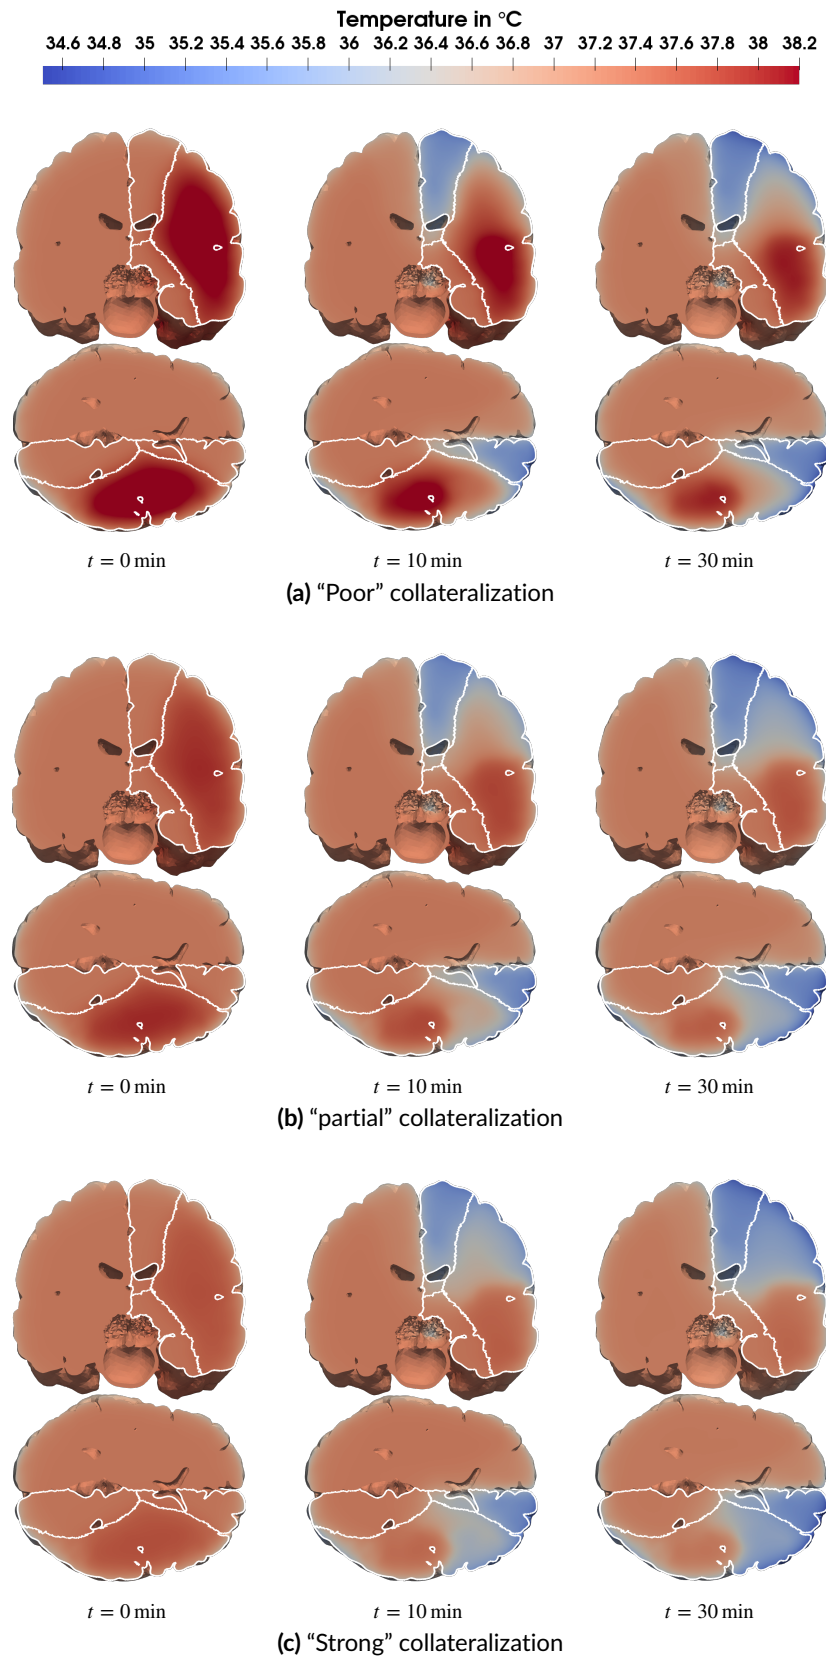 Temperature in °C
34.6 34.8 35 35.2 35.4 35.6 35.8 36 36.2 36.4 36.6 36.8 37 37.2 37.4 37.6 37.8 38 38.2
t = 0 min t = 10 min t = 30 min
(a) “Poor” collateralization
t = 0 min t = 10 min t = 30 min
(b) “partial” collateralization
t = 0 min t = 10 min t = 30 min
(c) “Strong” collateralization